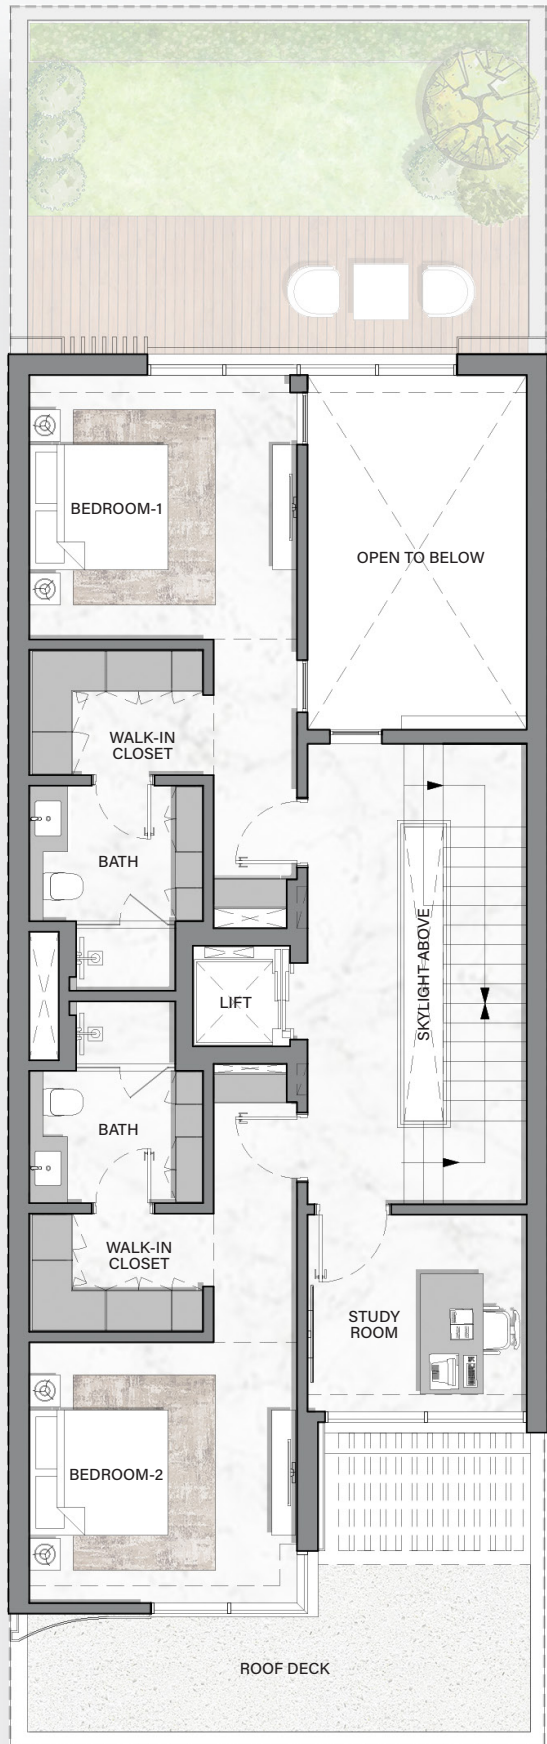 BEDROOM-1
OPEN TO BELOW
WALK-IN
CLOSET
BATH
SKYLIGHT ABOVE
LIFT
BATH
WALK-IN
CLOSET
STUDY
ROOM
BEDROOM-2
ROOF DECK